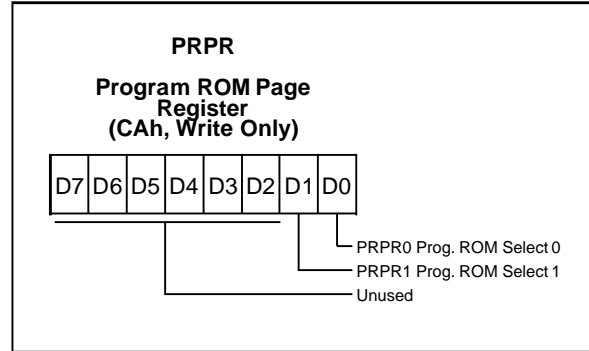 PRPR
Program ROM Page
Register
(CAh, Write Only)
D7 D6 D5 D4 D3 D2 D1 D0
PRPR0 Prog. ROM Select 0
PRPR1 Prog. ROM Select 1
Unused